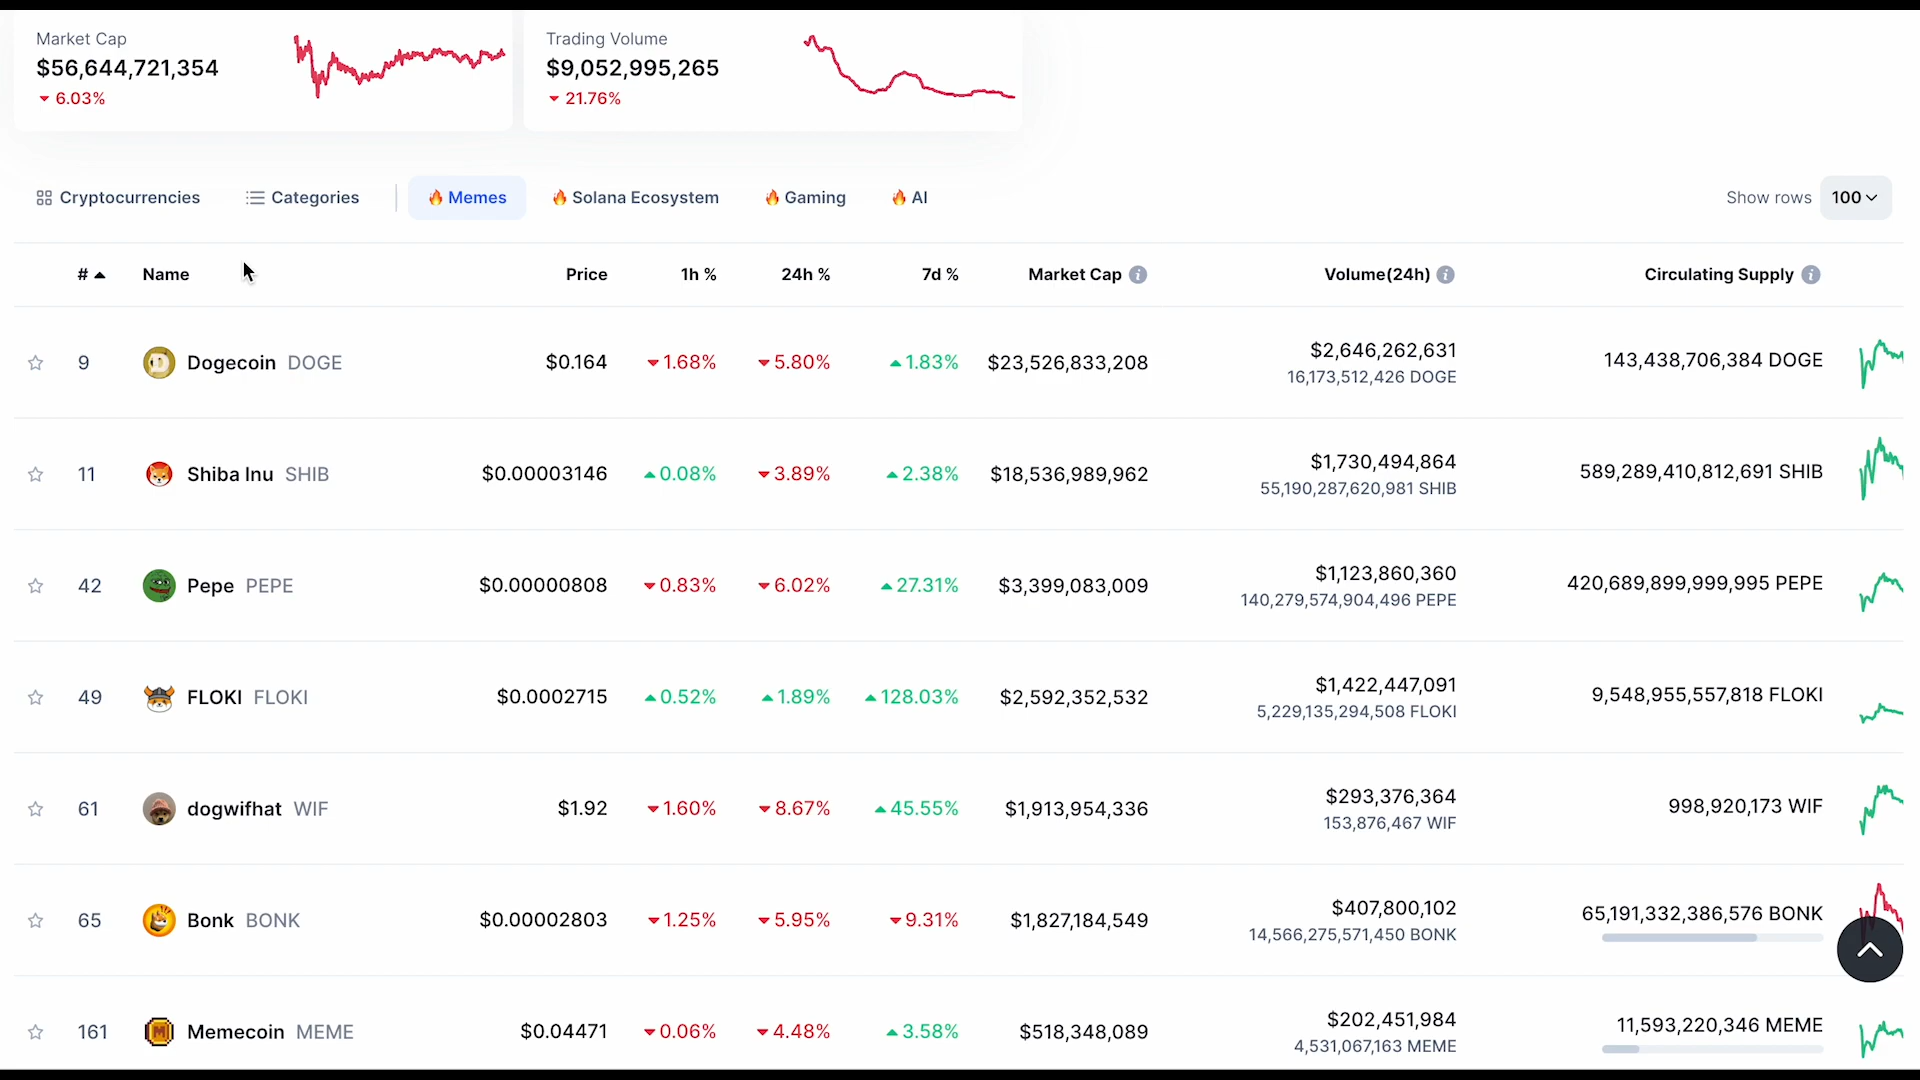 Market Cap
$56,644,721,354
6.03%
Trading Volume
$9,052,995,265
21.76%
Cryptocurrencies Categories Memes Solana Ecosystem Gaming AI Show rows 100
# Name Price 1h % 24h % 7d % Market Cap Volume(24h) Circulating Supply
9 Dogecoin DOGE $0.164 1.68% 5.80% 1.83% $23,526,833,208 $2,646,262,631 143,438,706,384 DOGE
16,173,512,426 DOGE
11 Shiba Inu SHIB $0.00003146 0.08% 3.89% 2.38% $18,536,989,962 $1,730,494,864 589,289,410,812,691 SHIB
55,190,287,620,981 SHIB
42 Pepe PEPE $0.00000808 0.83% 6.02% 27.31% $3,399,083,009 $1,123,860,360 420,689,899,999,995 PEPE
140,279,574,904,496 PEPE
49 FLOKI FLOKI $0.0002715 0.52% 1.89% 128.03% $2,592,352,532 $1,422,447,091 9,548,955,557,818 FLOKI
5,229,135,294,508 FLOKI
61 dogwifhat WIF $1.92 1.60% 8.67% 45.55% $1,913,954,336 $293,376,364 998,920,173 WIF
153,876,467 WIF
65 Bonk BONK $0.00002803 1.25% 5.95% 9.31% $1,827,184,549 $407,800,102 65,191,332,386,576 BONK
14,566,275,571,450 BONK
161 Memecoin MEME $0.04471 0.06% 4.48% 3.58% $518,348,089 $202,451,984 11,593,220,346 MEME
4,531,067,163 MEME